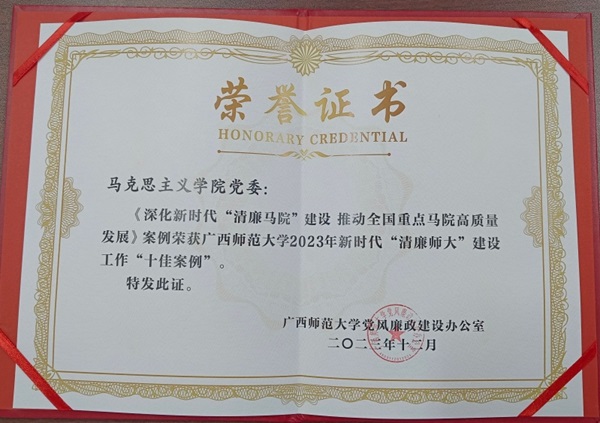 荣誉证书
HONORARY CREDENTIAL
马克思主义学院党委：
《深化新时代“清廉马院”建设 推动全国重点马院高质量
发展》案例荣获广西师范大学2023年新时代“清廉师大”建设
工作“十佳案例”。
特发此证。
广西师范大学党风廉政建设办公室
二〇二三年十二月